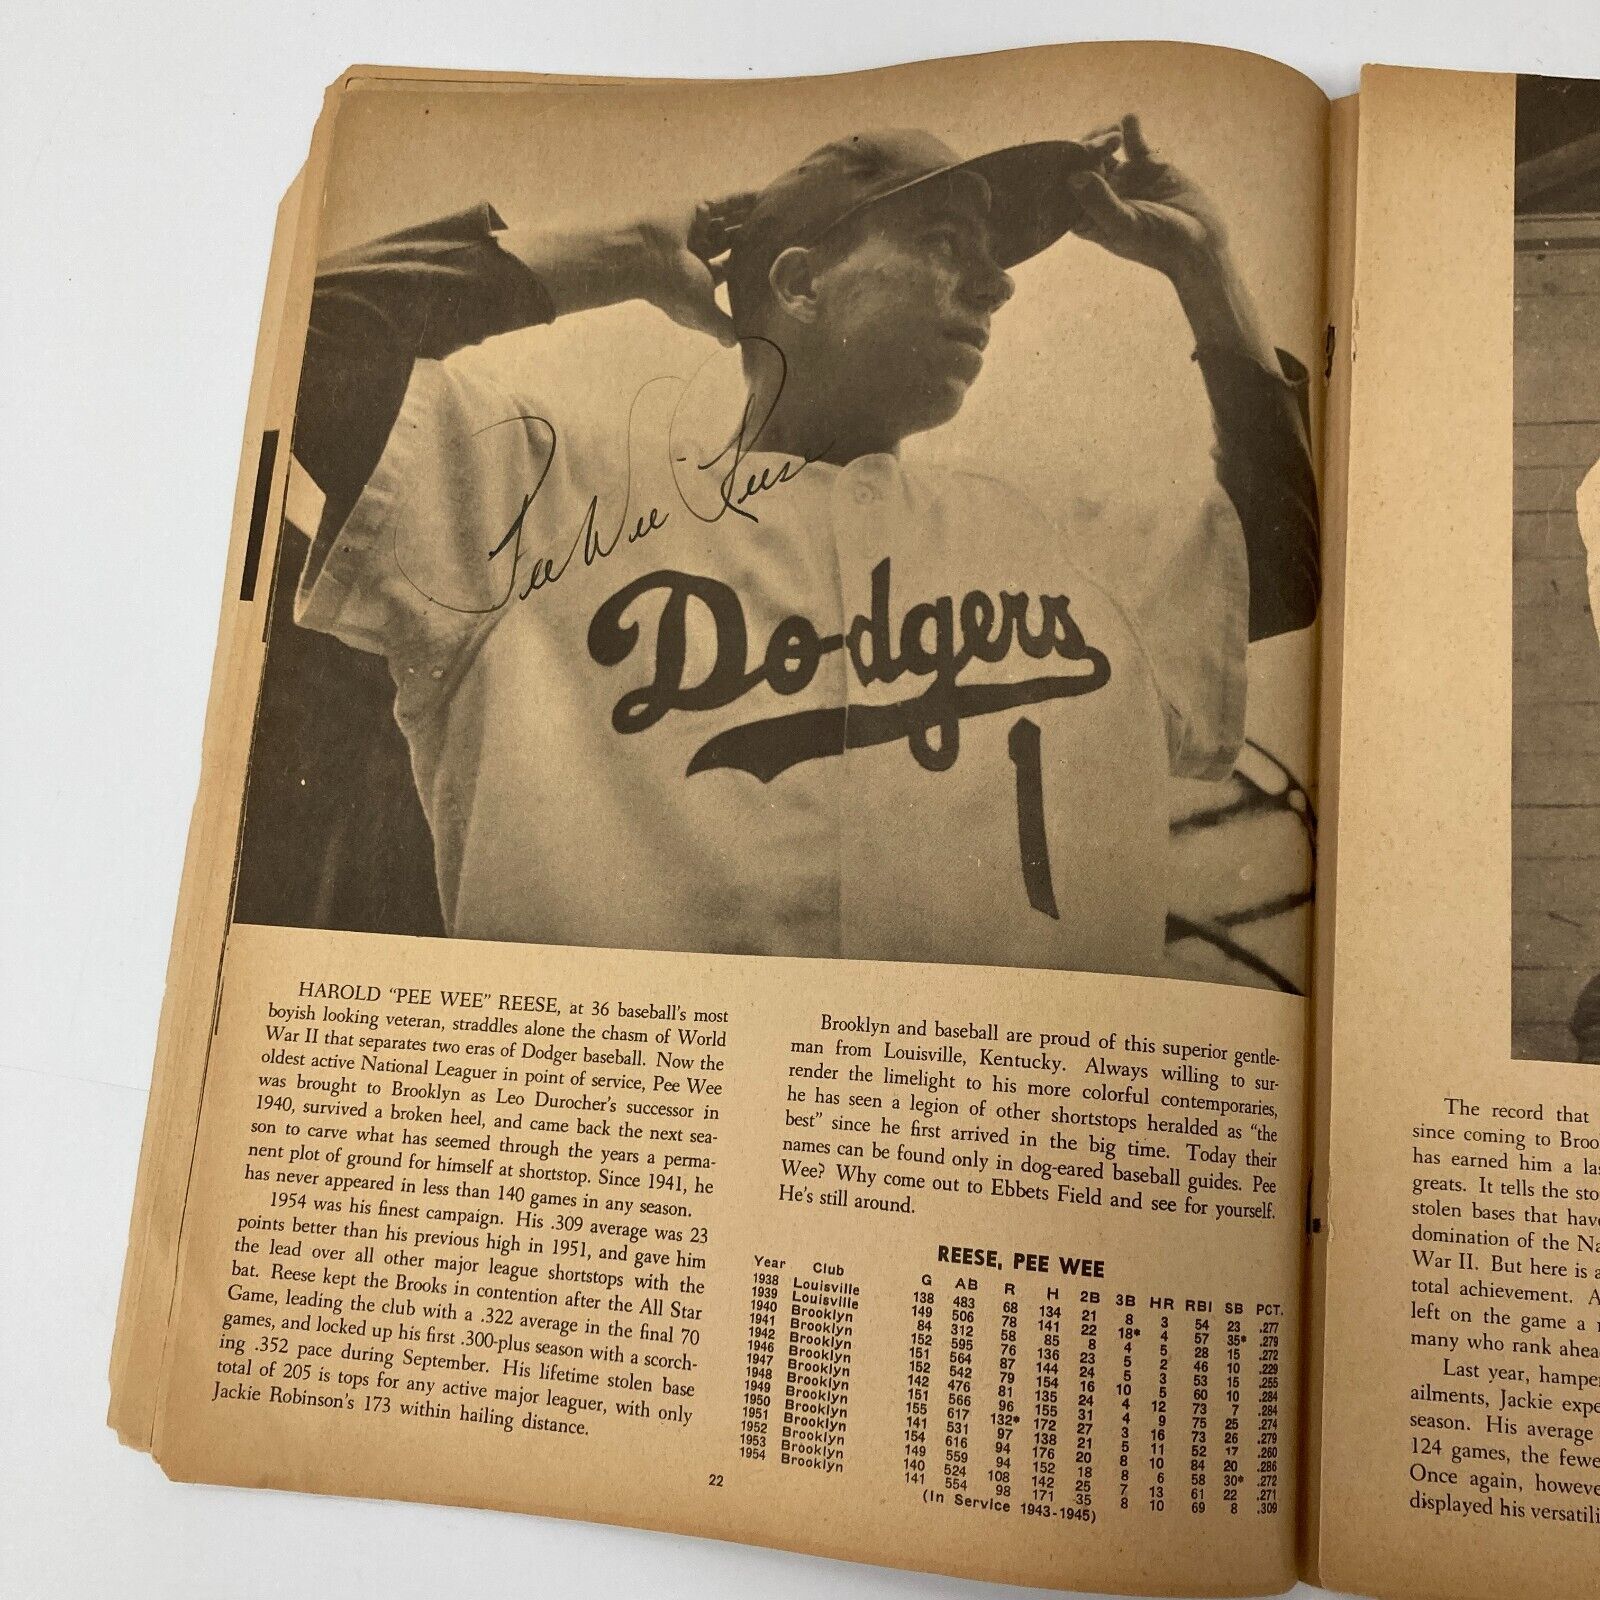 Pee Wee Reese
Dodgers
1
HAROLD "PEE WEE" REESE, at 36 baseball's most
boyish looking veteran, straddles alone the chasm of World
War II that separates two eras of Dodger baseball. Now the
oldest active National Leaguer in point of service, Pee Wee
was brought to Brooklyn as Leo Durocher's successor in
1940, survived a broken heel, and came back the next sea-
son to carve what has seemed through the years a perma-
nent plot of ground for himself at shortstop. Since 1941, he
has never appeared in less than 140 games in any season.
1954 was his finest campaign. His .309 average was 23
points better than his previous high in 1951, and gave him
the lead over all other major league shortstops with the
bat. Reese kept the Brooks in contention after the All Star
Game, leading the club with a .322 average in the final 70
games, and locked up his first .300-plus season with a scorch-
ing .352 pace during September. His lifetime stolen base
total of 205 is tops for any active major leaguer, with only
Jackie Robinson's 173 within hailing distance.
Brooklyn and baseball are proud of this superior gentle-
man from Louisville, Kentucky. Always willing to sur-
render the limelight to his more colorful contemporaries,
he has seen a legion of other shortstops heralded as "the
best" since he first arrived in the big time. Today their
names can be found only in dog-eared baseball guides. Pee
Wee? Why come out to Ebbets Field and see for yourself.
He's still around.
REESE, PEE WEE
Year Club G AB R H 2B 3B HR RBI SB PCT.
1938 Louisville 138 483 68 134 21 8 3 54 23 .277
1939 Louisville 149 506 78 141 22 18* 4 57 35* .279
1940 Brooklyn 84 312 58 85 8 4 5 28 15 .272
1941 Brooklyn 152 595 76 136 23 5 2 46 10 .229
1942 Brooklyn 151 564 87 144 24 5 3 53 15 .255
1946 Brooklyn 152 542 79 154 16 10 5 60 10 .284
1947 Brooklyn 142 476 81 135 24 4 12 73 7 .284
1948 Brooklyn 151 566 96 155 31 4 9 75 25 .274
1949 Brooklyn 155 617 132* 172 27 3 16 73 26 .279
1950 Brooklyn 141 531 97 138 21 5 11 52 17 .260
1951 Brooklyn 154 616 94 176 20 8 10 84 20 .286
1952 Brooklyn 149 559 94 152 18 8 6 58 30* .272
1953 Brooklyn 140 524 108 142 25 7 13 61 22 .271
1954 Brooklyn 141 554 98 171 35 8 10 69 8 .309
(In Service 1943-1945)
22
The record that
since coming to Broo
has earned him a la
greats. It tells the sto
stolen bases that hav
domination of the Na
War II. But here is a
total achievement. A
left on the game a
many who rank ahea
Last year, hampe
ailments, Jackie expe
season. His average
124 games, the fewe
Once again, howeve
displayed his versatili